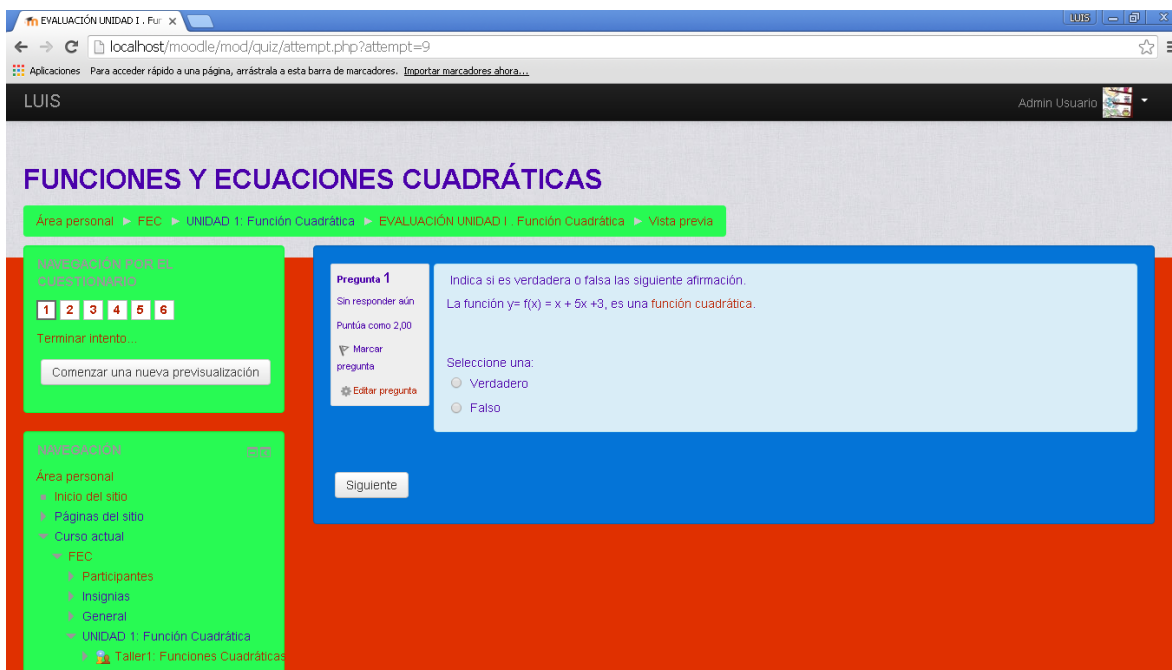 EVALUACIÓN UNIDAD I . Fur
LUIS
localhost/moodle/mod/quiz/attempt.php?attempt=9
Aplicaciones Para acceder rápido a una página, arrástrala a esta barra de marcadores. Importar marcadores ahora...
LUIS
Admin Usuario
FUNCIONES Y ECUACIONES CUADRÁTICAS
Área personal FEC UNIDAD 1: Función Cuadrática EVALUACIÓN UNIDAD I . Función Cuadrática Vista previa
NAVEGACIÓN POR EL
CUESTIONARIO
1 2 3 4 5 6
Terminar intento...
Comenzar una nueva previsualización
Pregunta 1
Sin responder aún
Puntúa como 2,00
Marcar
pregunta
Editar pregunta
Indica si es verdadera o falsa las siguiente afirmación.
La función y= f(x) = x + 5x +3, es una función cuadrática.
Seleccione una:
Verdadero
Falso
Siguiente
NAVEGACIÓN
Área personal
Inicio del sitio
Páginas del sitio
Curso actual
FEC
Participantes
Insignias
General
UNIDAD 1: Función Cuadrática
Taller1: Funciones Cuadráticas